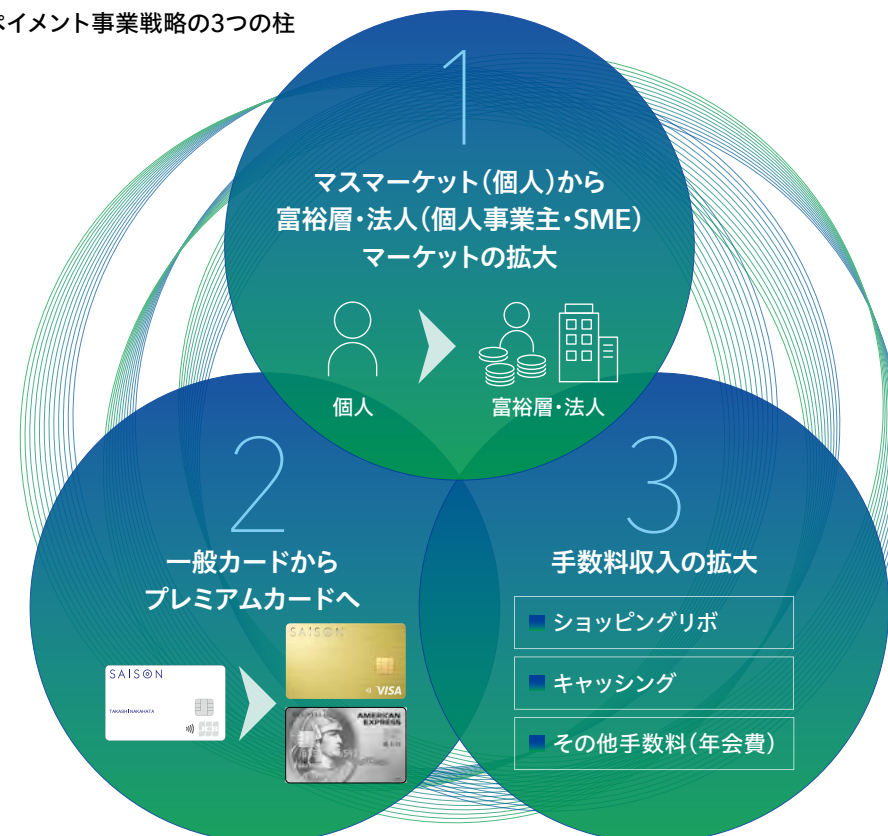 ペイメント事業戦略の3つの柱
1
マスマーケット（個人）から
富裕層・法人（個人事業主・SME）
マーケットの拡大
個人
富裕層・法人
2
一般カードから
プレミアムカードへ
SAISON
TAKASHI NAKAHATA
SAISON
VISA
AMERICAN
EXPRESS
3
手数料収入の拡大
ショッピングリボ
キャッシング
その他手数料（年会費）